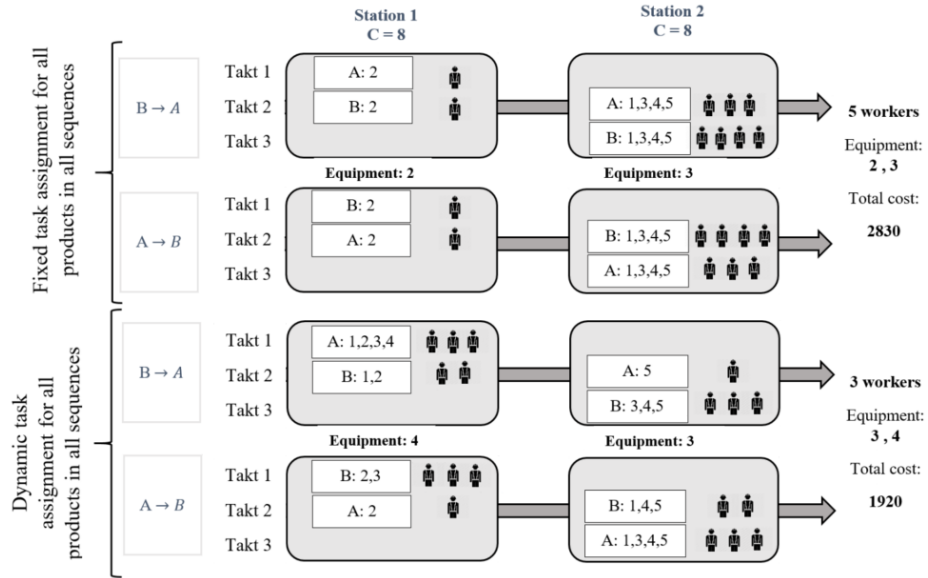 Station 1
C = 8
Station 2
C = 8
Fixed task assignment for all
products in all sequences
B → A
Takt 1
Takt 2
Takt 3
A: 2
B: 2
A: 1,3,4,5
B: 1,3,4,5
Equipment: 2
Equipment: 3
A → B
Takt 1
Takt 2
Takt 3
B: 2
A: 2
B: 1,3,4,5
A: 1,3,4,5
5 workers
Equipment:
2 , 3
Total cost:
2830
Dynamic task
assignment for all
products in all sequences
B → A
Takt 1
Takt 2
Takt 3
A: 1,2,3,4
B: 1,2
A: 5
B: 3,4,5
Equipment: 4
Equipment: 3
A → B
Takt 1
Takt 2
Takt 3
B: 2,3
A: 2
B: 1,4,5
A: 1,3,4,5
3 workers
Equipment:
3 , 4
Total cost:
1920